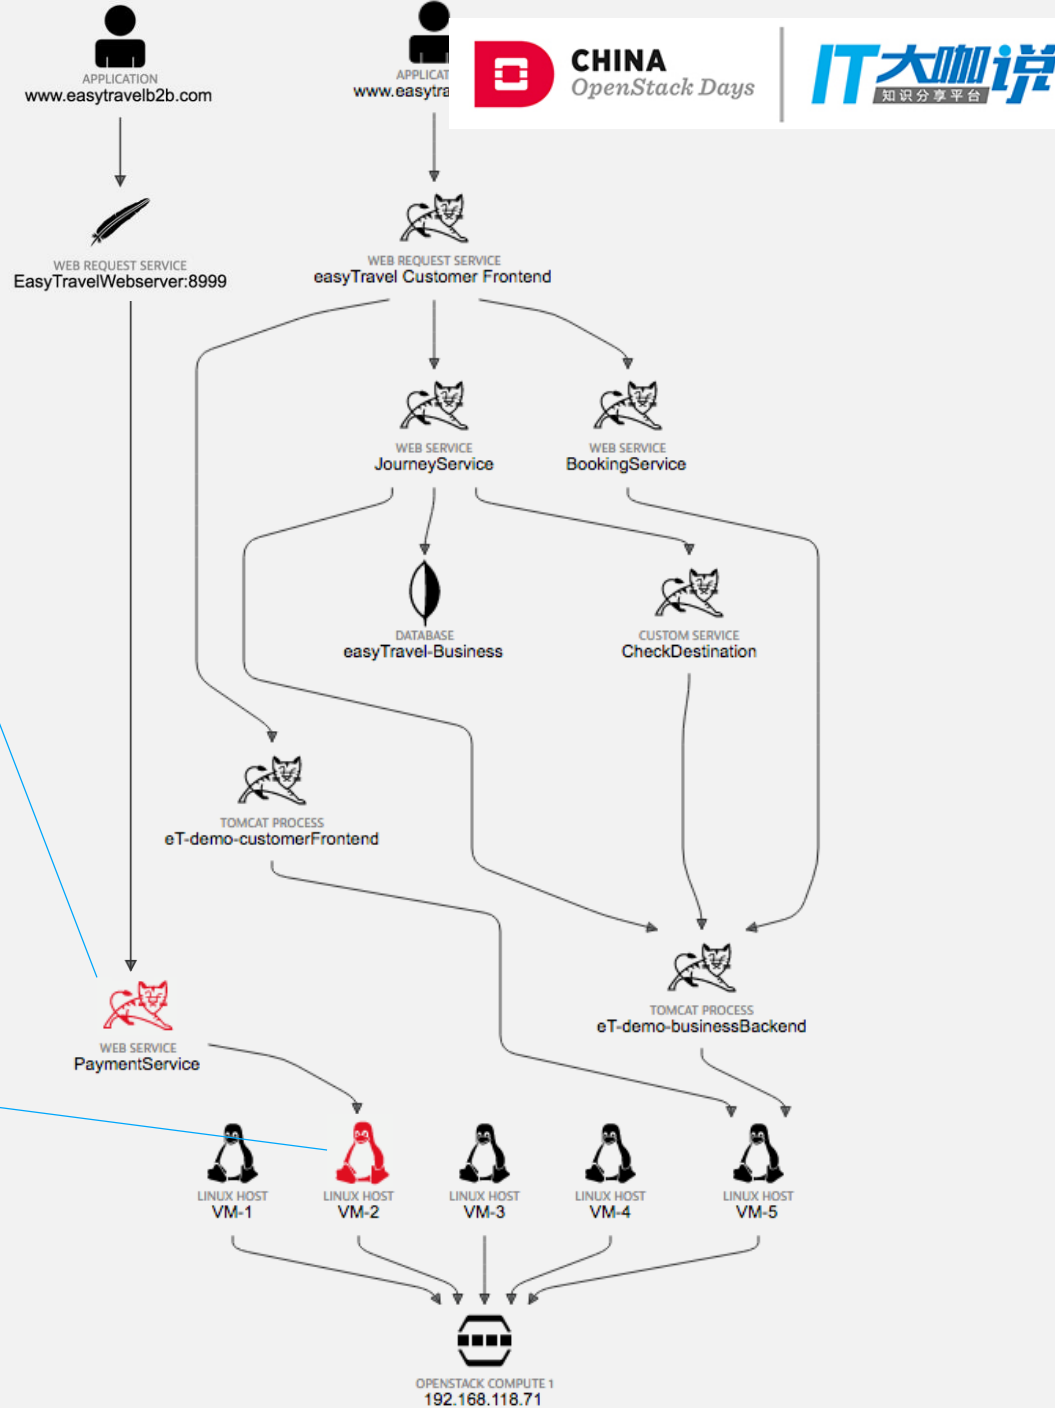 APPLICATION
www.easytravelb2b.com
CHINA
OpenStack Days
IT大咖说
知识分享平台
WEB REQUEST SERVICE
EasyTravelWebserver:8999
WEB REQUEST SERVICE
easyTravel Customer Frontend
WEB SERVICE
JourneyService
WEB SERVICE
BookingService
DATABASE
easyTravel-Business
CUSTOM SERVICE
CheckDestination
TOMCAT PROCESS
eT-demo-customerFrontend
TOMCAT PROCESS
eT-demo-businessBackend
WEB SERVICE
PaymentService
LINUX HOST
VM-1
LINUX HOST
VM-2
LINUX HOST
VM-3
LINUX HOST
VM-4
LINUX HOST
VM-5
OPENSTACK COMPUTE 1
192.168.118.71